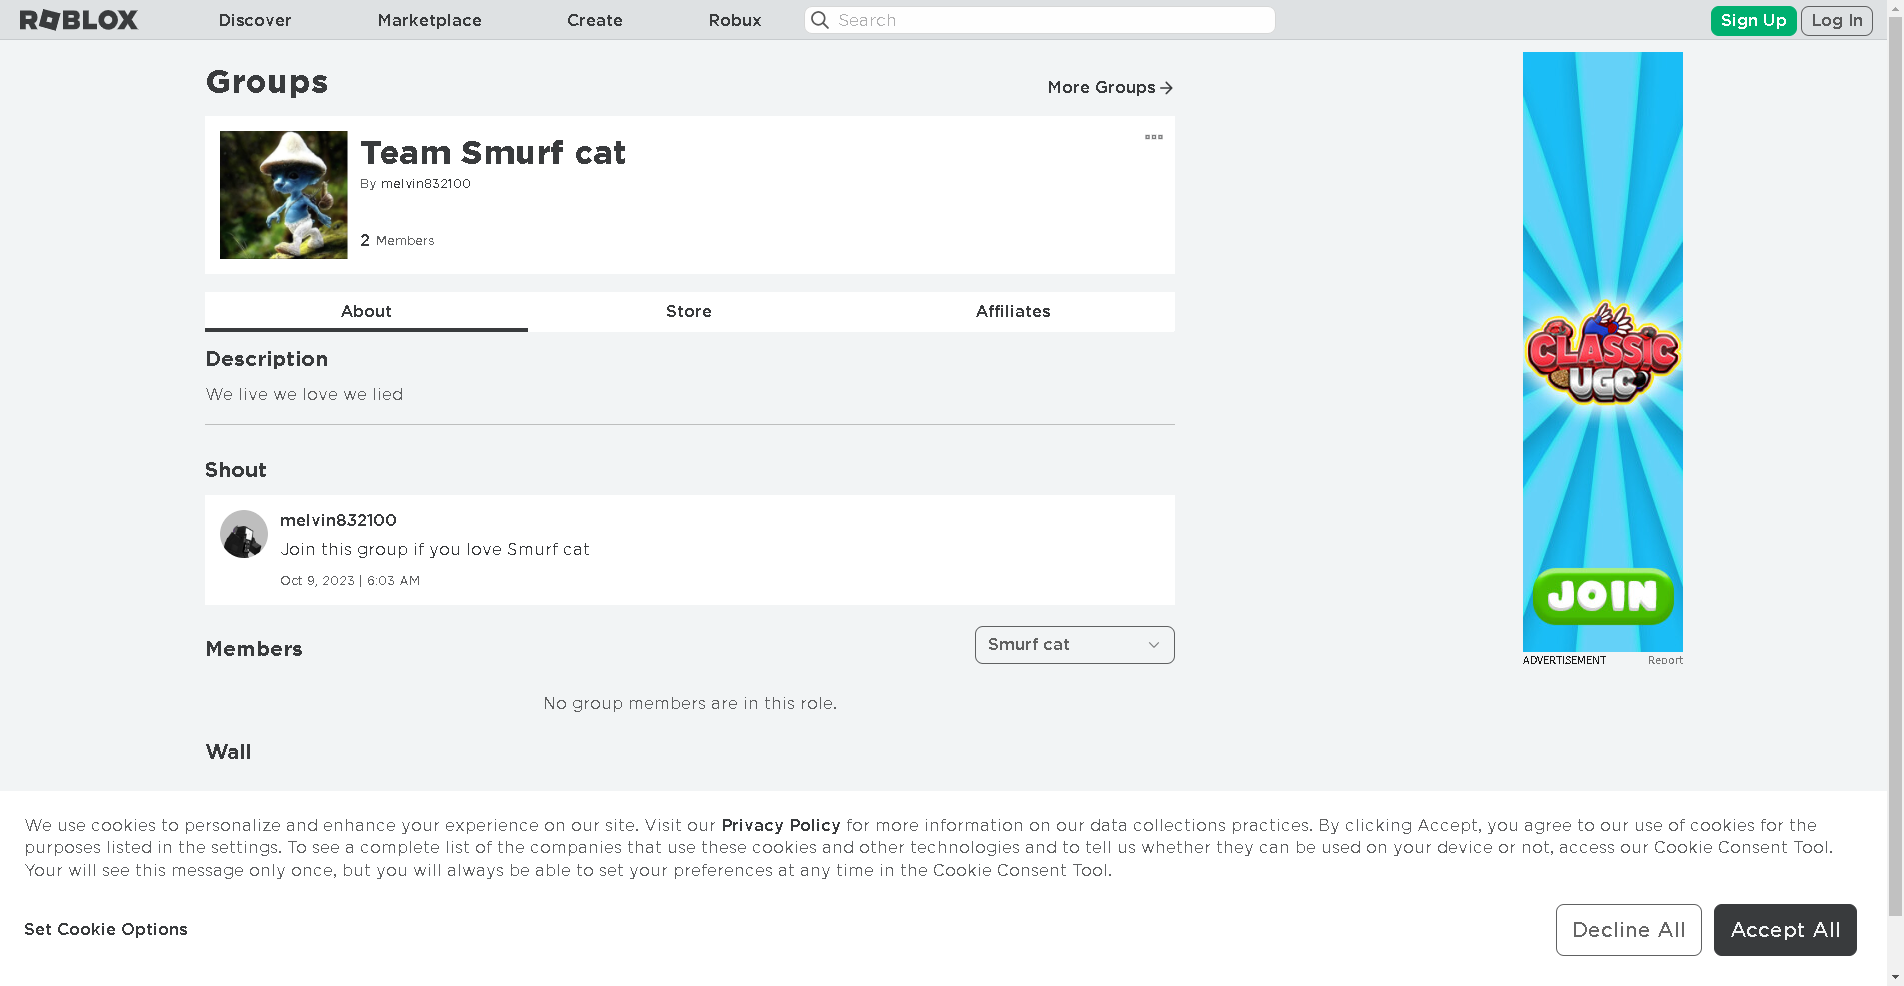 ROBLOX
Discover
Marketplace
Create
Robux
Search
Sign Up
Log In
Groups
More Groups
Team Smurf cat
By melvin832100
2 Members
About
Store
Affiliates
Description
We live we love we lied
Shout
melvin832100
Join this group if you love Smurf cat
Oct 9, 2023 | 6:03 AM
Members
Smurf cat
No group members are in this role.
Wall
CLASSIC
UGC
JOIN
ADVERTISEMENT
Report
We use cookies to personalize and enhance your experience on our site. Visit our Privacy Policy for more information on our data collections practices. By clicking Accept, you agree to our use of cookies for the
purposes listed in the settings. To see a complete list of the companies that use these cookies and other technologies and to tell us whether they can be used on your device or not, access our Cookie Consent Tool.
Your will see this message only once, but you will always be able to set your preferences at any time in the Cookie Consent Tool.
Set Cookie Options
Decline All
Accept All